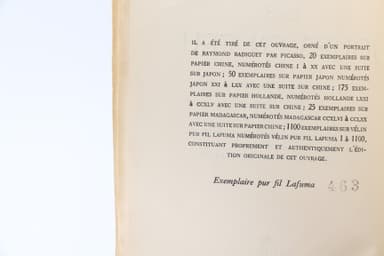 IL A ÉTÉ TIRÉ DE CET OUVRAGE, ORNÉ D'UN PORTRAIT
DE RAYMOND RADIGUET PAR PICASSO, 20 EXEMPLAIRES SUR
PAPIER CHINE, NUMÉROTÉS CHINE I à XX AVEC UNE SUITE
SUR JAPON ; 50 EXEMPLAIRES SUR PAPIER JAPON NUMÉROTÉS
JAPON XXI à LXX AVEC UNE SUITE SUR CHINE ; 175 EXEM-
PLAIRES SUR PAPIER HOLLANDE, NUMÉROTÉS HOLLANDE LXXI
à CCXLV AVEC UNE SUITE SUR CHINE ; 25 EXEMPLAIRES SUR
PAPIER MADAGASCAR, NUMÉROTÉS MADAGASCAR CCXLVI à CCLXX
AVEC UNE SUITE SUR PAPIER CHINE ; 1100 EXEMPLAIRES SUR VÉLIN
PUR FIL LAFUMA NUMÉROTÉS VÉLIN PUR FIL LAFUMA I à 1100,
CONSTITUANT PROPREMENT ET AUTHENTIQUEMENT L'ÉDI-
TION ORIGINALE DE CET OUVRAGE.
Exemplaire pur fil Lafuma 463